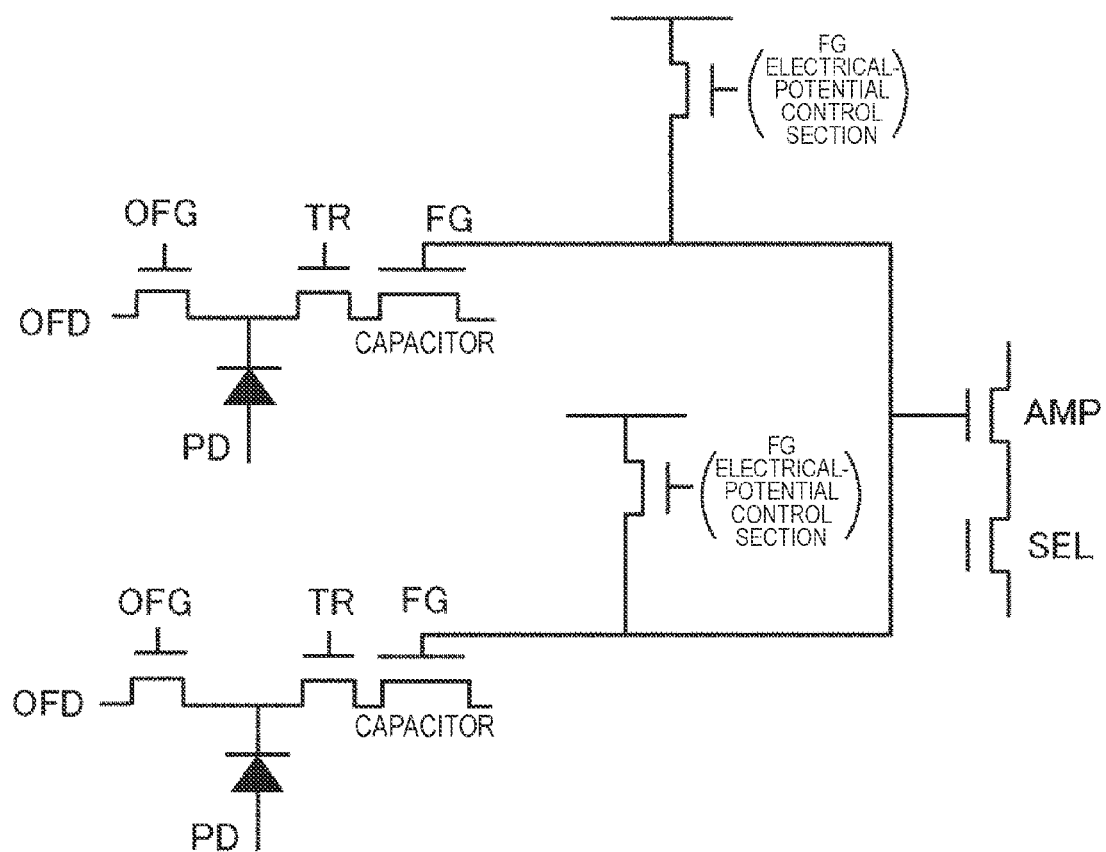 FG
ELECTRICAL-
POTENTIAL
CONTROL
SECTION
OFG
TR
FG
OFD
CAPACITOR
PD
AMP
FG
ELECTRICAL-
POTENTIAL
CONTROL
SECTION
SEL
OFG
TR
FG
OFD
CAPACITOR
PD